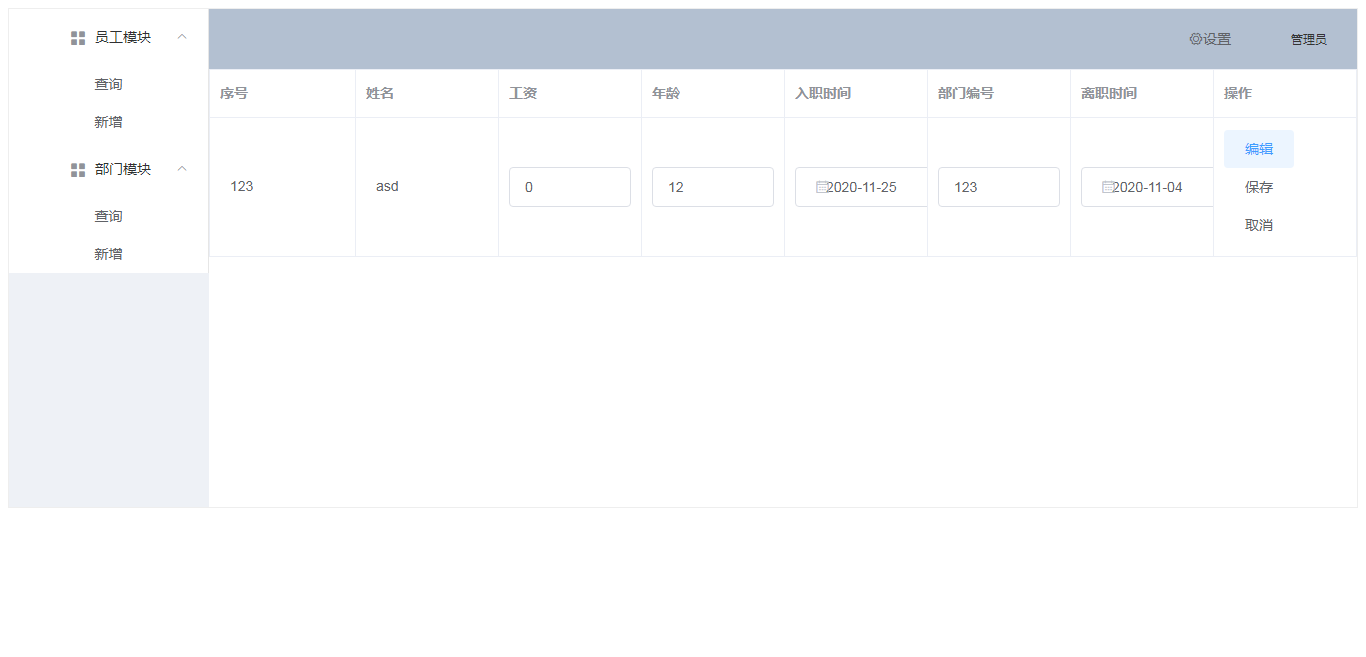 员工模块
查询
新增
部门模块
查询
新增
设置 管理员
序号 姓名 工资 年龄 入职时间 部门编号 离职时间 操作
123 asd 0 12 2020-11-25 123 2020-11-04
编辑
保存
取消